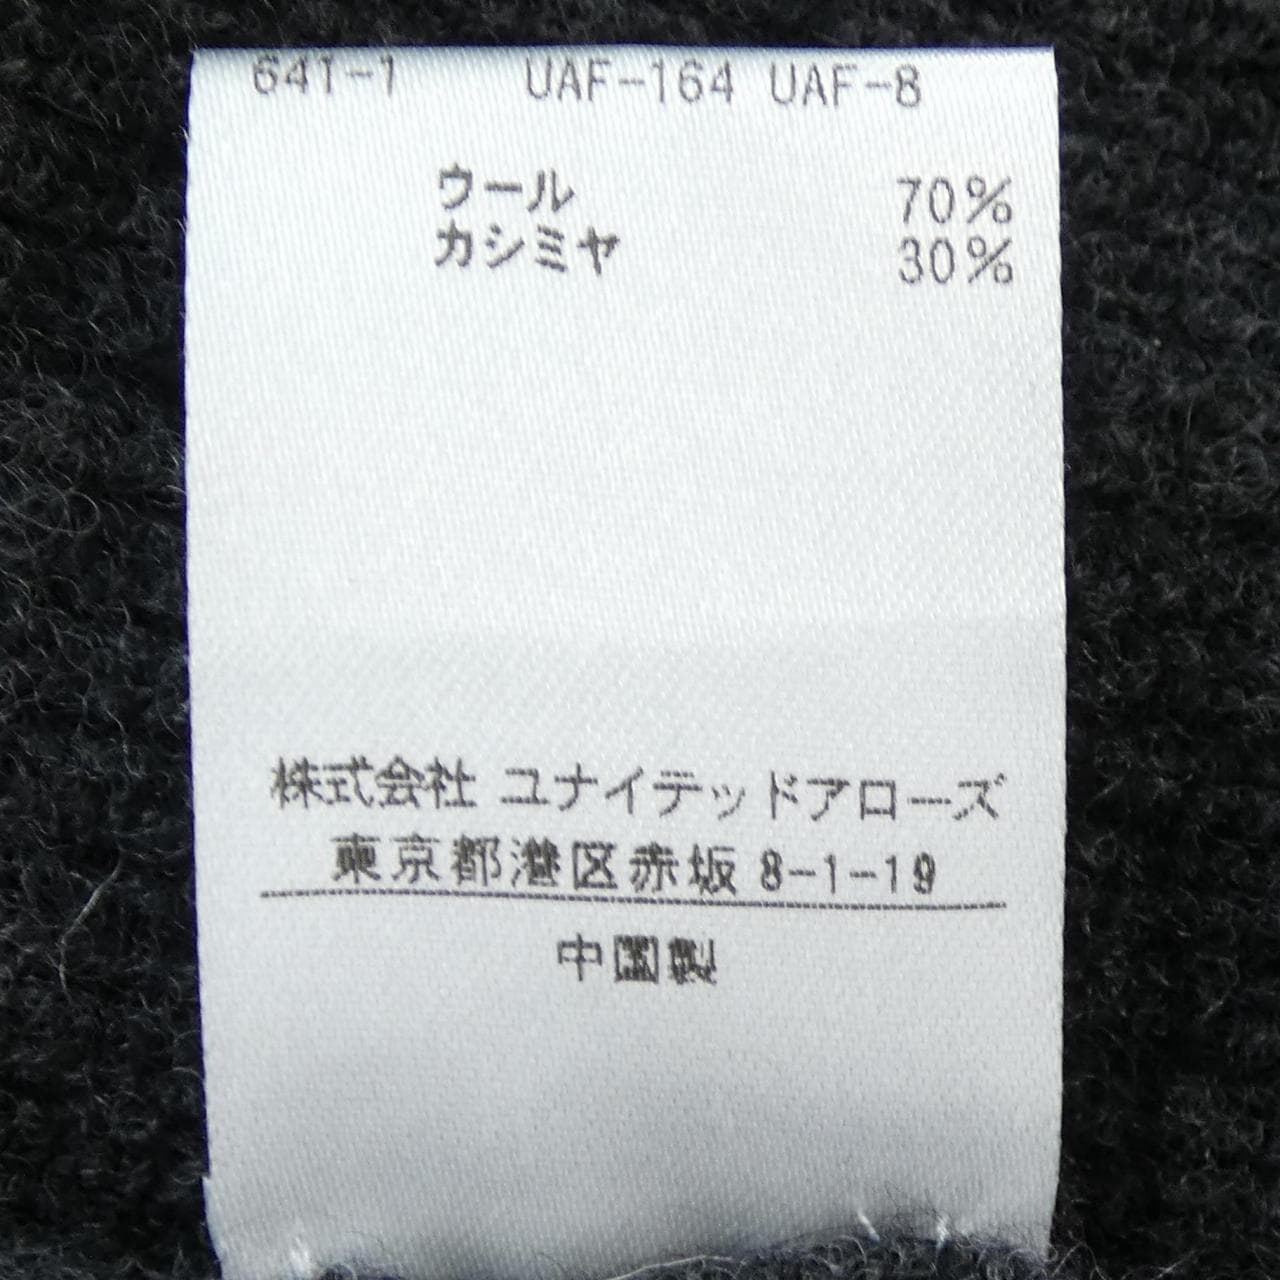 641-1 UAF-164 UAF-8
ウール 70%
カシミヤ 30%
株式会社 ユナイテッドアローズ
東京都港区赤坂 8-1-19
中国製